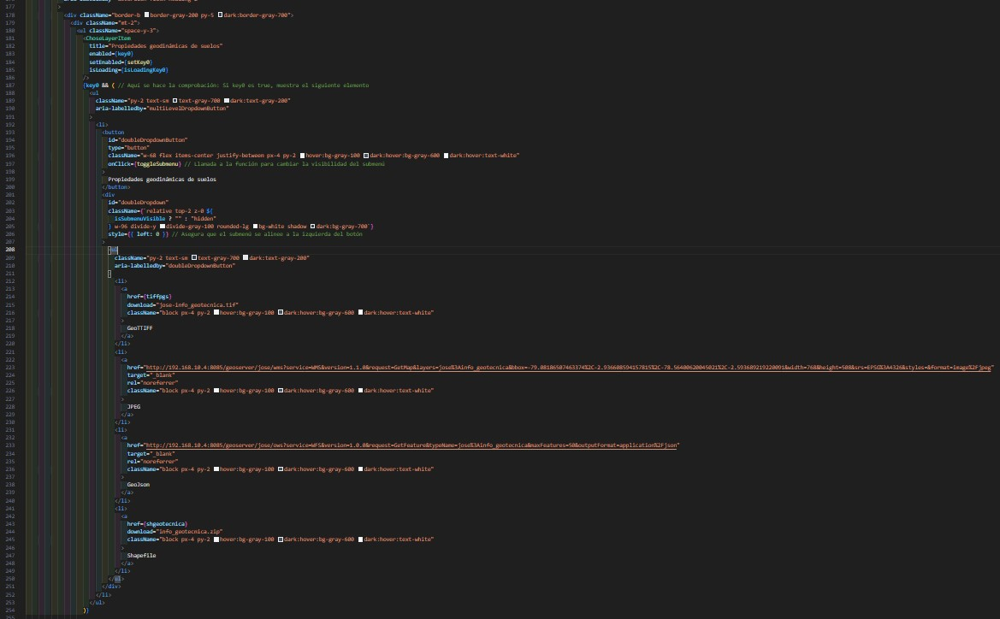 177 >
178 <div className="border-b border-gray-200 py-5 dark:border-gray-700">
179 <div className="mt-2">
180 <ul className="space-y-3">
181 <ChoseLayerItem
182 title="Propiedades geodinámicas de suelos"
183 enabled={key0}
184 setEnabled={setKey0}
185 isLoading={isLoadingKey0}
186 />
187 {key0 && ( // Aquí se hace la comprobación: Si key0 es true, muestra el siguiente elemento
188 <ul
189 className="py-2 text-sm text-gray-700 dark:text-gray-200"
190 aria-labelledby="multiLevelDropdownButton"
191 >
192 <li>
193 <button
194 id="doubleDropdownButton"
195 type="button"
196 className="w-60 flex items-center justify-between px-4 py-2 hover:bg-gray-100 dark:hover:bg-gray-600 dark:hover:text-white"
197 onClick={toggleSubmenu} // Llamada a la función para cambiar la visibilidad del submenú
198 >
199 Propiedades geodinámicas de suelos
200 </button>
201 <div
202 id="doubleDropdown"
203 className={`relative top-2 z-0 ${
204 isSubmenuVisible ? "" : "hidden"
205 } w-96 divide-y divide-gray-100 rounded-lg bg-white shadow dark:bg-gray-700`}
206 style={{ left: 0 }} // Asegura que el submenú se alinee a la izquierda del botón
207 >
208 <ul
209 className="py-2 text-sm text-gray-700 dark:text-gray-200"
210 aria-labelledby="doubleDropdownButton"
211 >
212 <li>
213 <a
214 href={tiffpgs}
215 download="jose-info_geotecnica.tif"
216 className="block px-4 py-2 hover:bg-gray-100 dark:hover:bg-gray-600 dark:hover:text-white"
217 >
218 GeoTTIFF
219 </a>
220 </li>
221 <li>
222 <a
223 href="http://192.168.10.4:8085/geoserver/jose/wms?service=WMS&version=1.1.0&request=GetMap&layers=jose%3Ainfo_geotecnica&bbox=-79.08186507463374%2C-2.936608594157815%2C-78.56400620045021%2C-2.593689219220091&width=768&height=508&srs=EPSG%3A4326&styles=&format=image%2Fjpeg"
224 target="_blank"
225 rel="noreferrer"
226 className="block px-4 py-2 hover:bg-gray-100 dark:hover:bg-gray-600 dark:hover:text-white"
227 >
228 JPEG
229 </a>
230 </li>
231 <li>
232 <a
233 href="http://192.168.10.4:8085/geoserver/jose/ows?service=WFS&version=1.0.0&request=GetFeature&typeName=jose%3Ainfo_geotecnica&maxFeatures=50&outputFormat=application%2Fjson"
234 target="_blank"
235 rel="noreferrer"
236 className="block px-4 py-2 hover:bg-gray-100 dark:hover:bg-gray-600 dark:hover:text-white"
237 >
238 GeoJson
239 </a>
240 </li>
241 <li>
242 <a
243 href={shgeotecnica}
244 download="info_geotecnica.zip"
245 className="block px-4 py-2 hover:bg-gray-100 dark:hover:bg-gray-600 dark:hover:text-white"
246 >
247 Shapefile
248 </a>
249 </li>
250 </ul>
251 </div>
252 </li>
253 </ul>
254 )}